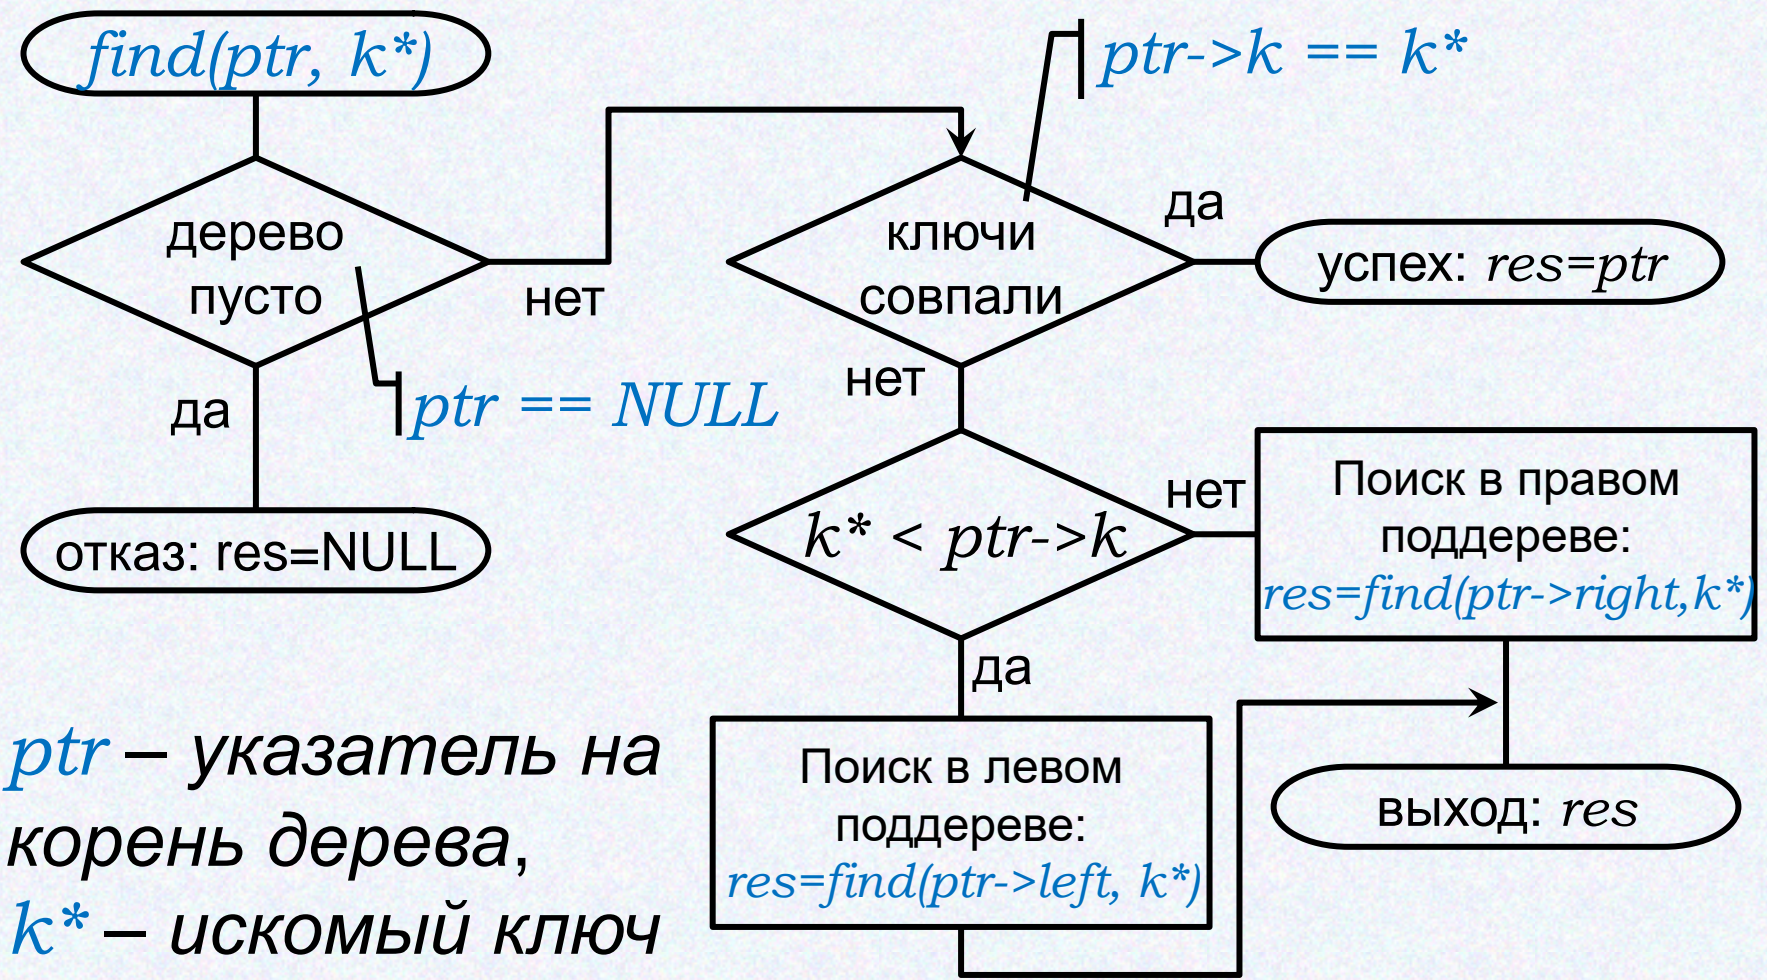 find(ptr, k*)
дерево
пусто
да
нет
ptr == NULL
отказ: res=NULL
ptr->k == k*
ключи
совпали
да
нет
успех: res=ptr
k* < ptr->k
нет
да
Поиск в правом
поддереве:
res=find(ptr->right,k*)
Поиск в левом
поддереве:
res=find(ptr->left, k*)
выход: res
ptr – указатель на
корень дерева,
k* – искомый ключ